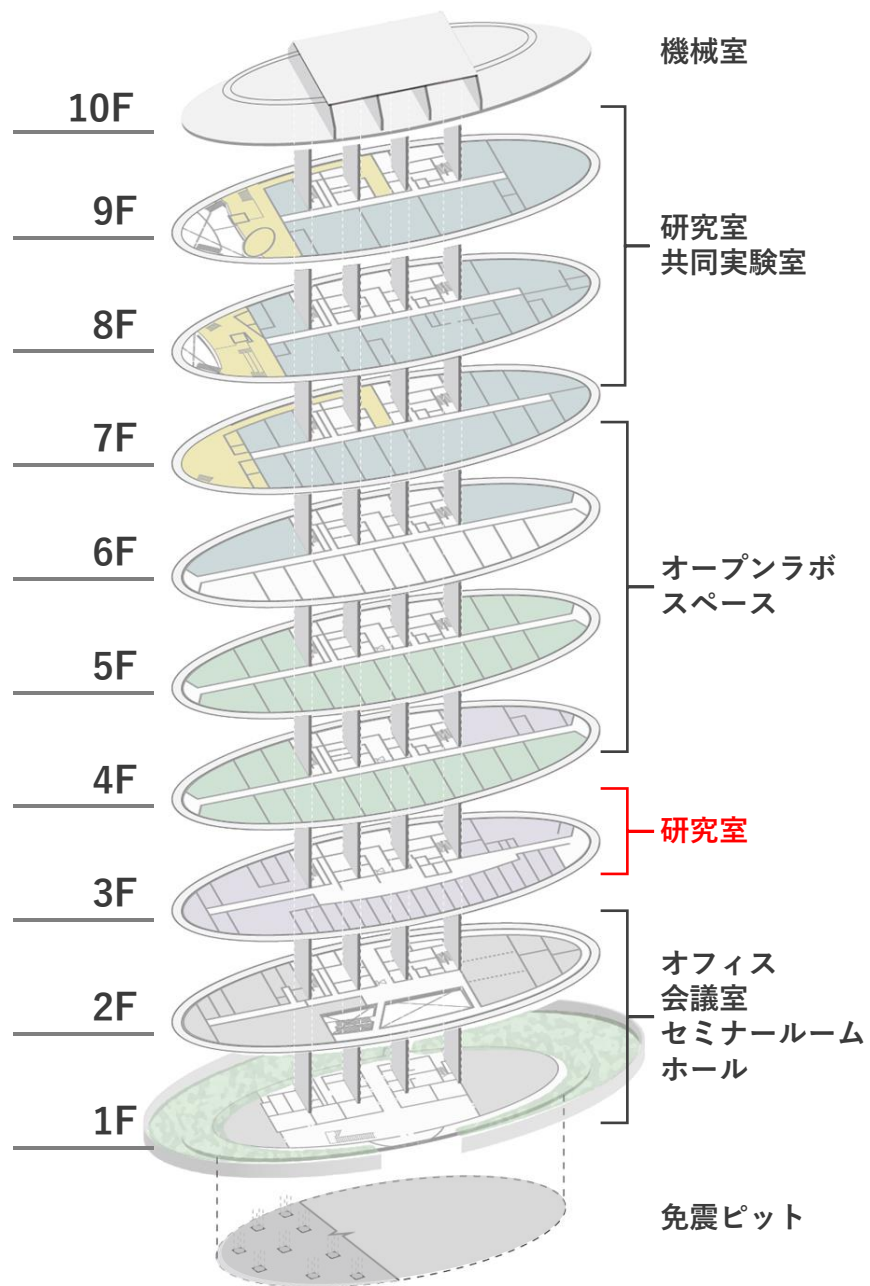 機械室
10F
9F
研究室
共同実験室
8F
7F
6F
オープンラボ
スペース
5F
4F
研究室
3F
オフィス
会議室
セミナールーム
ホール
2F
1F
免震ピット